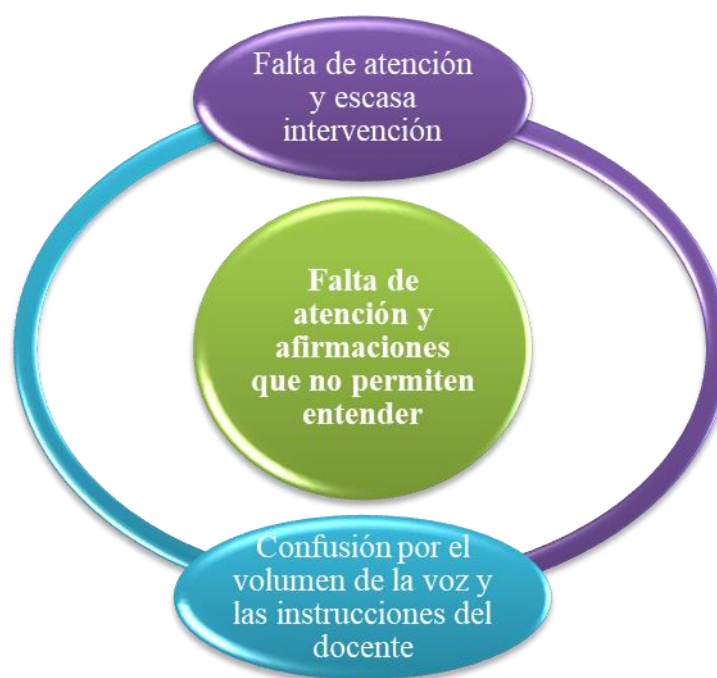 Falta de atención
y escasa
intervención
Falta de
atención y
afirmaciones
que no permiten
entender
Confusión por el
volumen de la voz y
las instrucciones del
docente